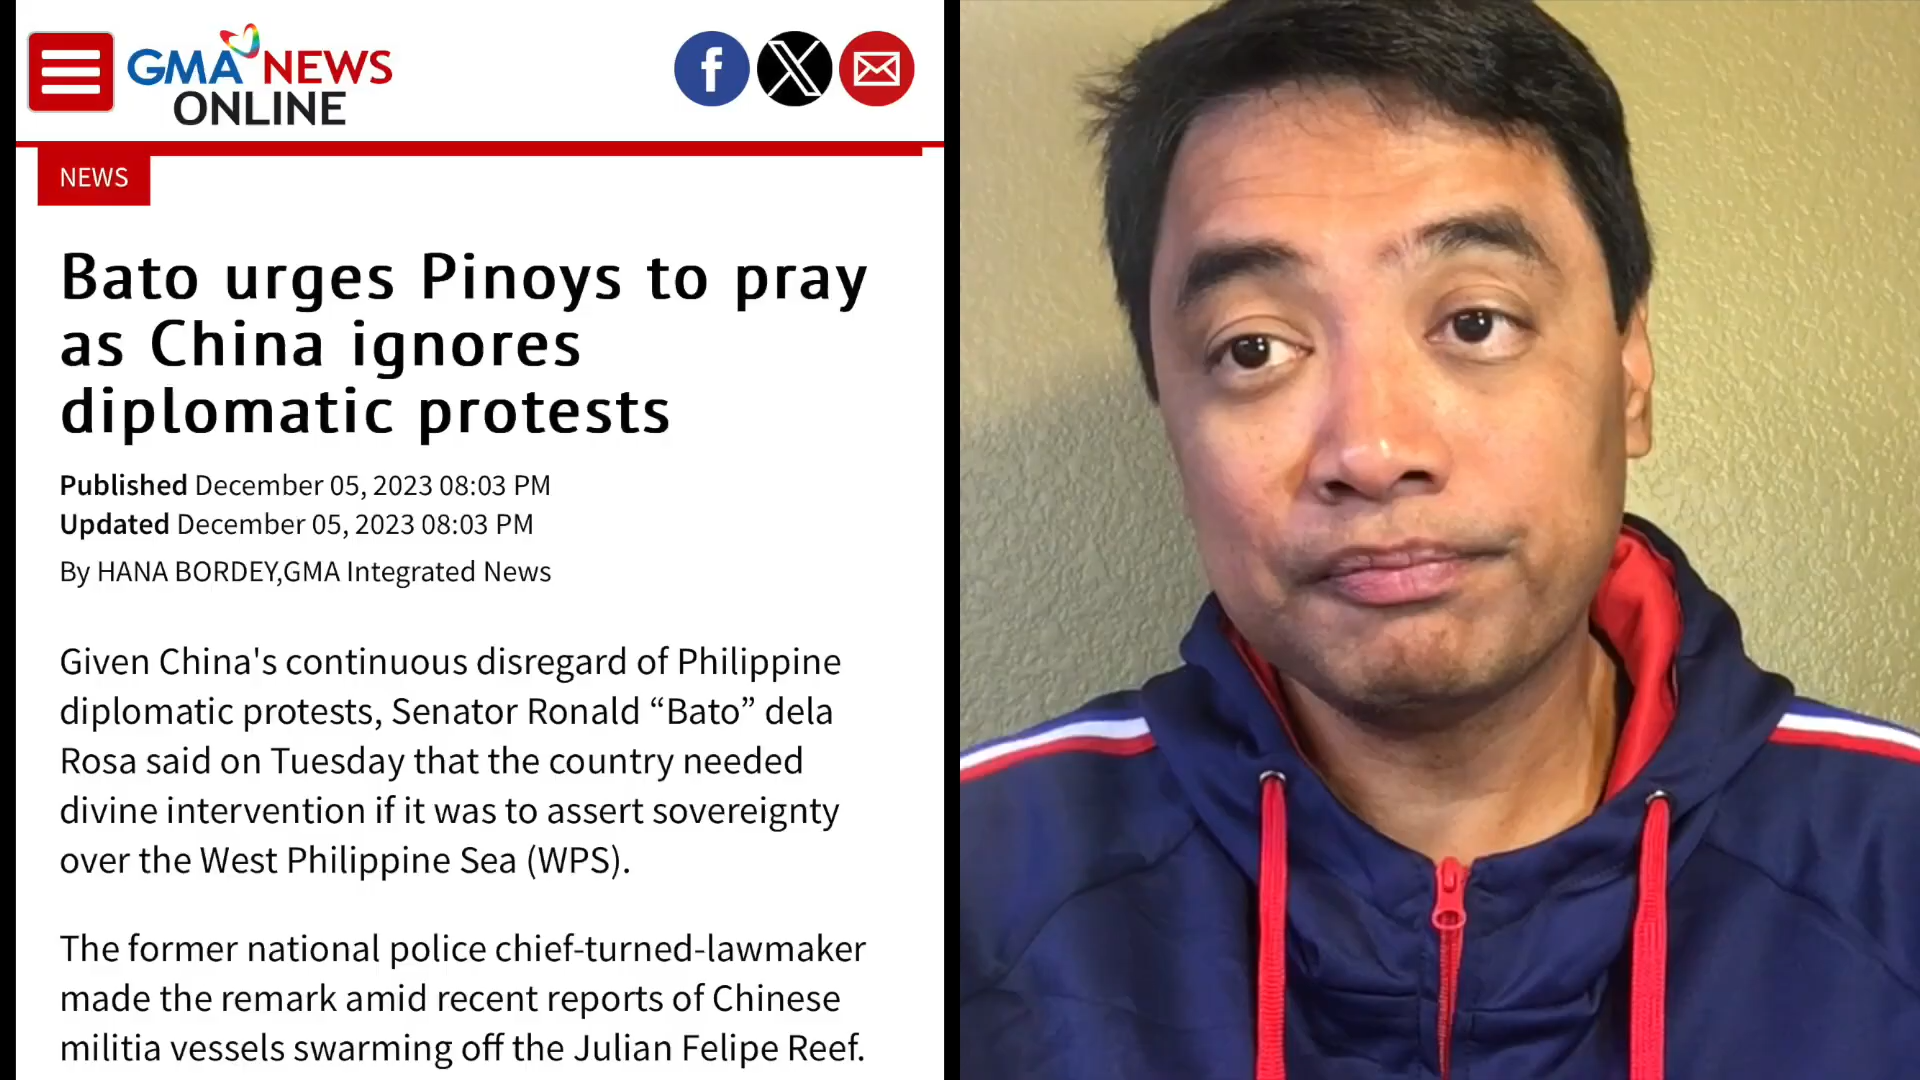 GMA NEWS
ONLINE
NEWS
Bato urges Pinoys to pray
as China ignores
diplomatic protests
Published December 05, 2023 08:03 PM
Updated December 05, 2023 08:03 PM
By HANA BORDEY,GMA Integrated News
Given China's continuous disregard of Philippine
diplomatic protests, Senator Ronald “Bato” dela
Rosa said on Tuesday that the country needed
divine intervention if it was to assert sovereignty
over the West Philippine Sea (WPS).
The former national police chief-turned-lawmaker
made the remark amid recent reports of Chinese
militia vessels swarming off the Julian Felipe Reef.